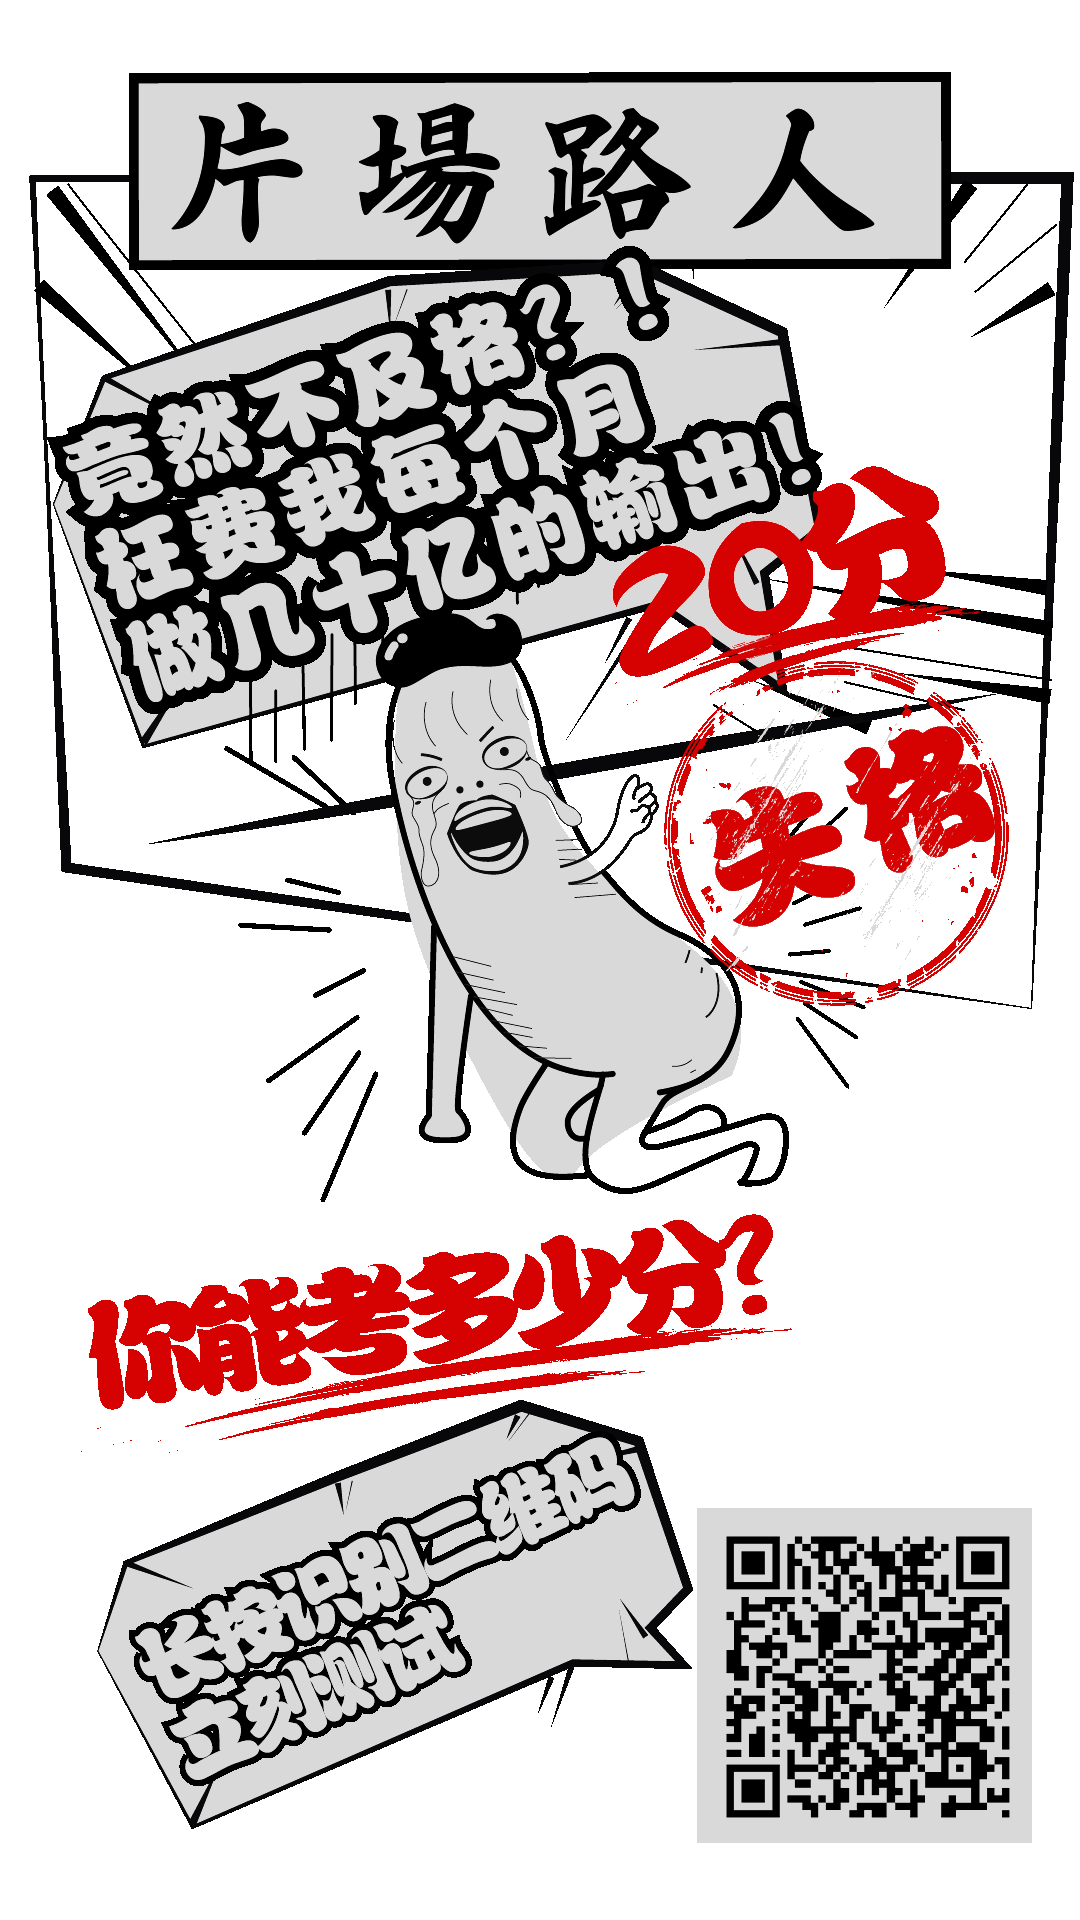 片場路人
竟然不及格？！
枉费我每个月
做几十亿的输出！
20分
失格
你能考多少分？
长按识别二维码
立刻测试